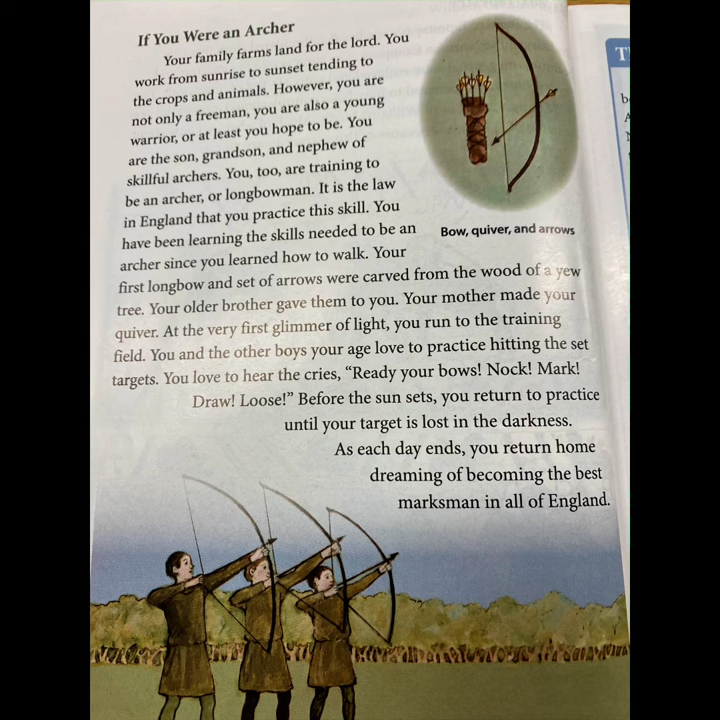 If You Were an Archer
Your family farms land for the lord. You
work from sunrise to sunset tending to
the crops and animals. However, you are
not only a freeman, you are also a young
warrior, or at least you hope to be. You
are the son, grandson, and nephew of
skillful archers. You, too, are training to
be an archer, or longbowman. It is the law
in England that you practice this skill. You
have been learning the skills needed to be an
archer since you learned how to walk. Your
first longbow and set of arrows were carved from the wood of a yew
tree. Your older brother gave them to you. Your mother made your
quiver. At the very first glimmer of light, you run to the training
field. You and the other boys your age love to practice hitting the set
targets. You love to hear the cries, “Ready your bows! Nock! Mark!
Draw! Loose!” Before the sun sets, you return to practice
until your target is lost in the darkness.
As each day ends, you return home
dreaming of becoming the best
marksman in all of England.
Bow, quiver, and arrows